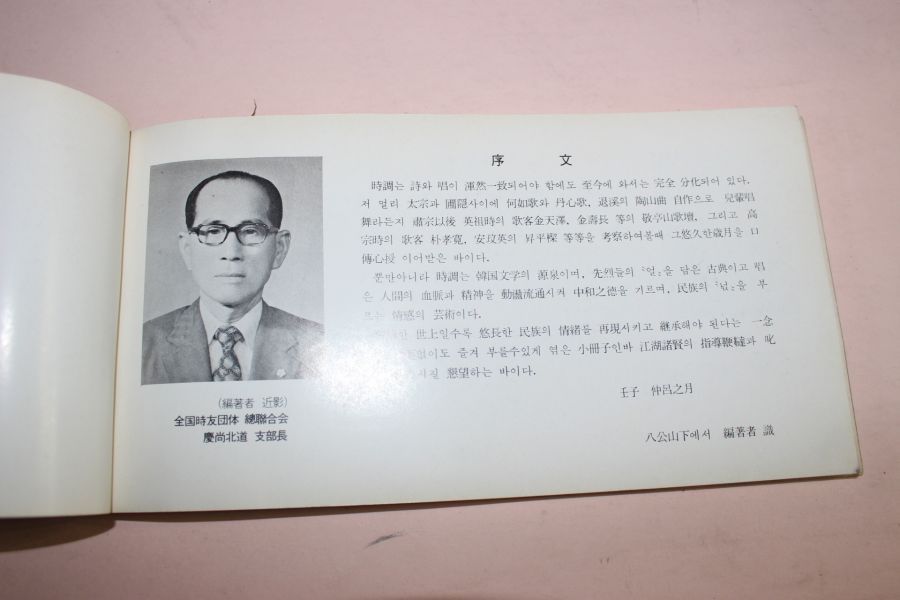 序 文
時調는 詩와 唱이 渾然一致되어야 함에도 至今에 와서는 完全 分化되어 있다.
저 멀리 太宗과 圃隱사이에 何如歌와 丹心歌, 退溪의 陶山曲 自作으로 兒輩唱
舞라든지 肅宗以後 英祖時의 歌客金天澤, 金壽長 等의 敬亭山歌壇, 그리고 高
宗時의 歌客 朴孝寬, 安玟英의 昇平稧 等等을 考察하여볼때 그悠久한歲月을 口
傳心授 이어받은 바이다.
뿐만아니라 時調는 韓国文学의 源泉이며, 先烈들의 〝얼〟을 담은 古典이고 唱
은 人間의 血脈과 精神을 動盪流通시켜 中和之德을 기르며, 民族의 〝넋〟을 부
르는 情感의 芸術이다.
한 世上일수록 悠長한 民族의 情緒를 再現시키고 継承해야 된다는 一念
없이도 즐겨 부를수있게 엮은 小冊子인바 江湖諸賢의 指導鞭韃과 叱
하실 懇望하는 바이다.
壬子 仲呂之月
八公山下에서 編著者 識
(編著者 近影)
全国時友団体 總聯合会
慶尚北道 支部長